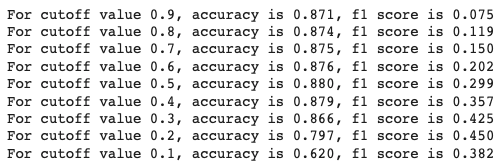 For cutoff value 0.9, accuracy is 0.871, f1 score is 0.075
For cutoff value 0.8, accuracy is 0.874, f1 score is 0.119
For cutoff value 0.7, accuracy is 0.875, f1 score is 0.150
For cutoff value 0.6, accuracy is 0.876, f1 score is 0.202
For cutoff value 0.5, accuracy is 0.880, f1 score is 0.299
For cutoff value 0.4, accuracy is 0.879, f1 score is 0.357
For cutoff value 0.3, accuracy is 0.866, f1 score is 0.425
For cutoff value 0.2, accuracy is 0.797, f1 score is 0.450
For cutoff value 0.1, accuracy is 0.620, f1 score is 0.382